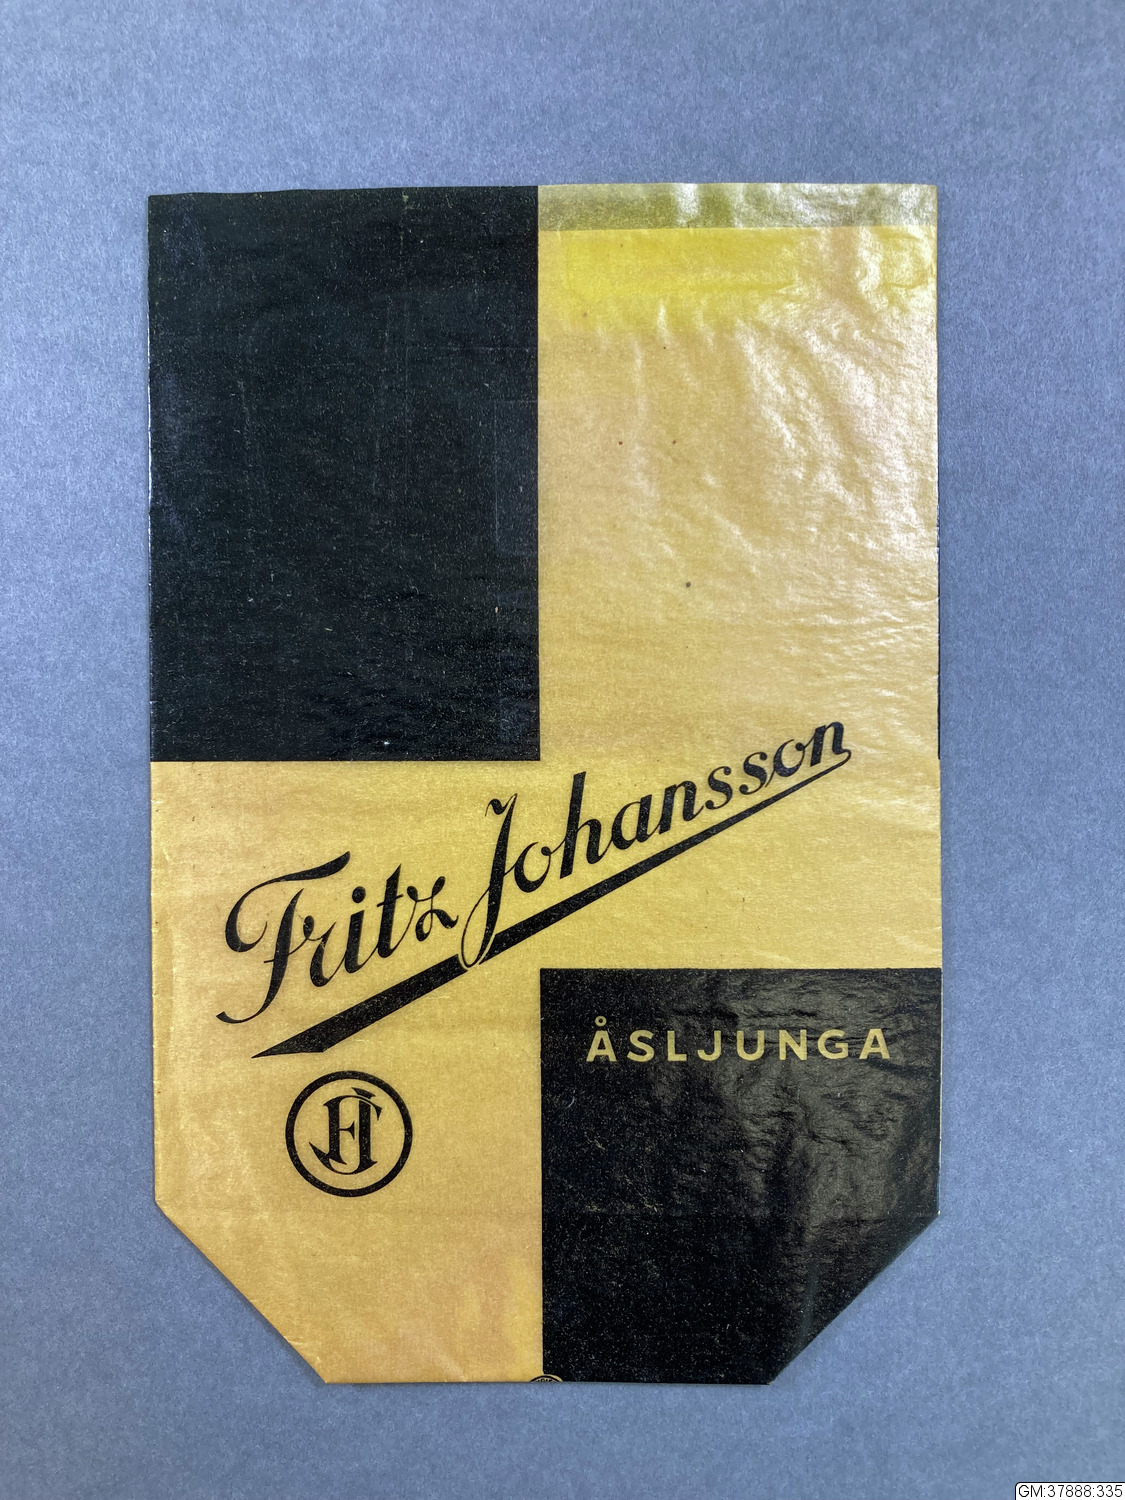 Fritz Johansson
ÅSLJUNGA
FJ
GM:37888:335